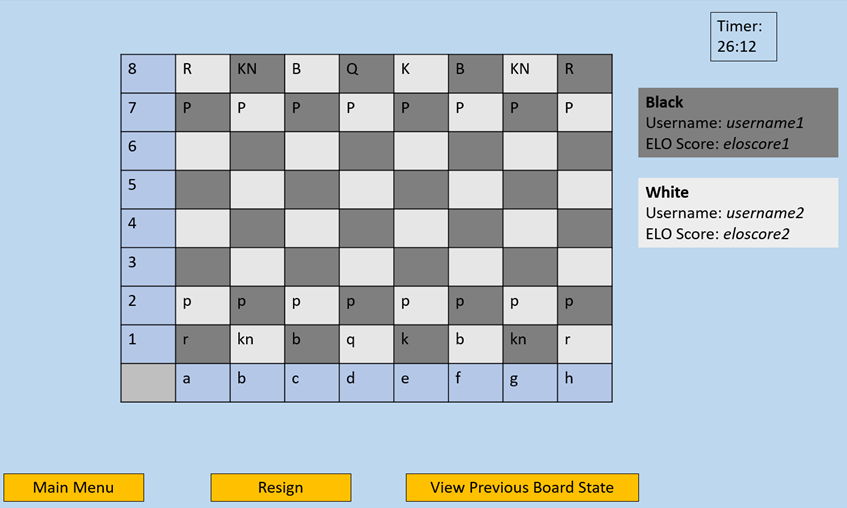 Timer:
26:12
8 R KN B Q K B KN R
7 P P P P P P P P
6
5
4
3
2 p p p p p p p p
1 r kn b q k b kn r
a b c d e f g h
Black
Username: username1
ELO Score: eloscore1
White
Username: username2
ELO Score: eloscore2
Main Menu
Resign
View Previous Board State